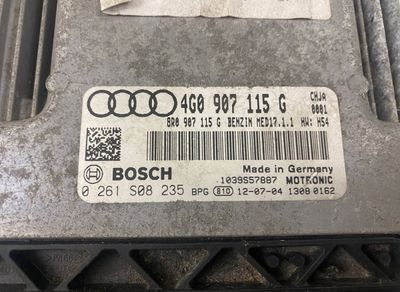 4G0 907 115 G CHJA
0001
8R0 907 115 G BENZIN MED17.1.1 HW: H54
Made in Germany
BOSCH 1039S57887 MOTRONIC
0 261 S08 235 BPG 810 12-07-04 1308 0162